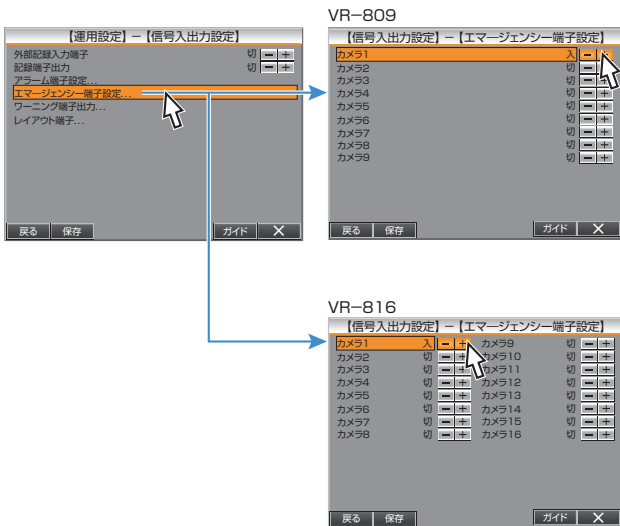 【運用設定】－【信号入出力設定】
外部記録入力端子 切 － ＋
記録端子出力 切 － ＋
アラーム端子設定...
エマージェンシー端子設定...
ワーニング端子出力...
レイアウト端子...
戻る 保存 ガイド ✕
VR－809
【信号入出力設定】－【エマージェンシー端子設定】
カメラ1 入 － ＋
カメラ2 切 － ＋
カメラ3 切 － ＋
カメラ4 切 － ＋
カメラ5 切 － ＋
カメラ6 切 － ＋
カメラ7 切 － ＋
カメラ8 切 － ＋
カメラ9 切 － ＋
戻る 保存 ガイド ✕
VR－816
【信号入出力設定】－【エマージェンシー端子設定】
カメラ1 入 － ＋ カメラ9 切 － ＋
カメラ2 切 － ＋ カメラ10 切 － ＋
カメラ3 切 － ＋ カメラ11 切 － ＋
カメラ4 切 － ＋ カメラ12 切 － ＋
カメラ5 切 － ＋ カメラ13 切 － ＋
カメラ6 切 － ＋ カメラ14 切 － ＋
カメラ7 切 － ＋ カメラ15 切 － ＋
カメラ8 切 － ＋ カメラ16 切 － ＋
戻る 保存 ガイド ✕